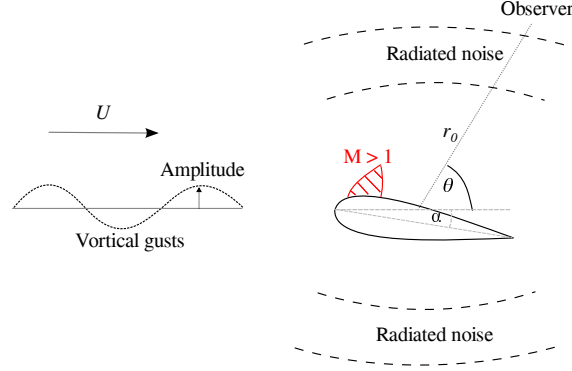 Observer
Radiated noise
U
r0
M > 1
Amplitude
θ
α
Vortical gusts
Radiated noise